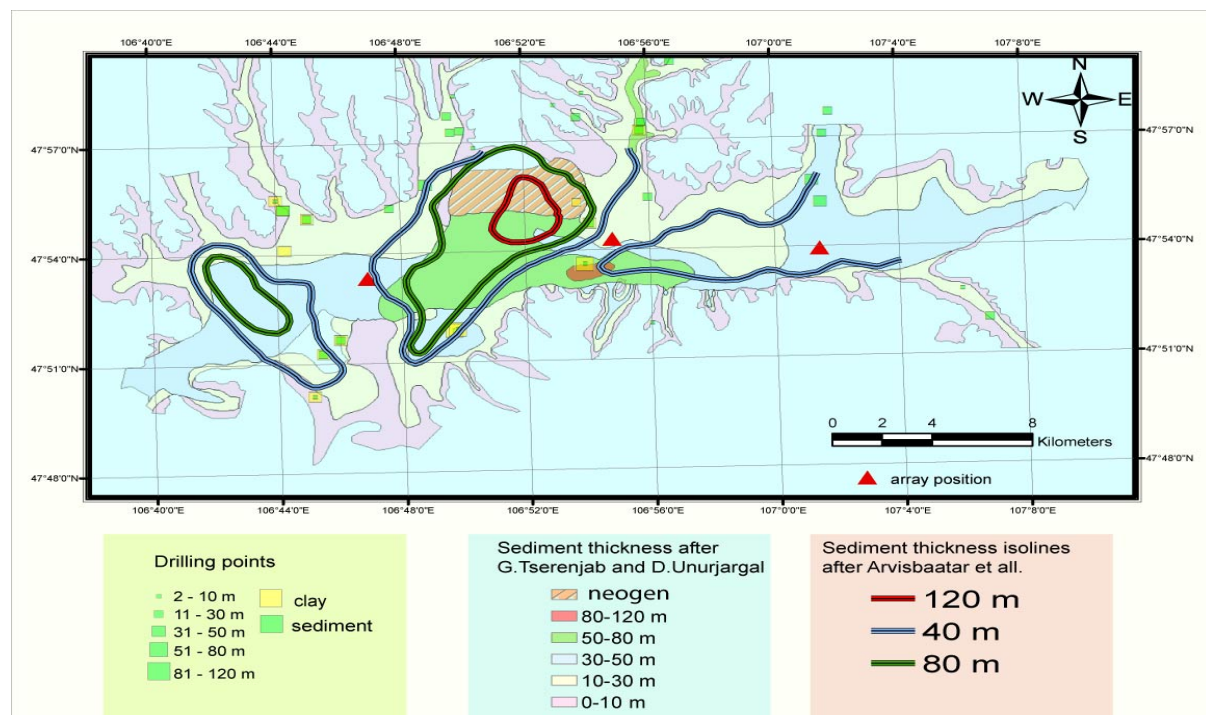 106°40'0"E 106°44'0"E 106°48'0"E 106°52'0"E 106°56'0"E 107°0'0"E 107°4'0"E 107°8'0"E
N
W E
S
47°57'0"N 47°57'0"N
47°54'0"N 47°54'0"N
47°51'0"N 47°51'0"N
0 2 4 8
Kilometers
47°48'0"N 47°48'0"N
array position
106°40'0"E 106°44'0"E 106°48'0"E 106°52'0"E 106°56'0"E 107°0'0"E 107°4'0"E 107°8'0"E
Drilling points
2 - 10 m
11 - 30 m
31 - 50 m
51 - 80 m
81 - 120 m
clay
sediment
Sediment thickness after
G.Tserenjab and D.Unurjargal
neogen
80-120 m
50-80 m
30-50 m
10-30 m
0-10 m
Sediment thickness isolines
after Arvisbaatar et all.
120 m
40 m
80 m